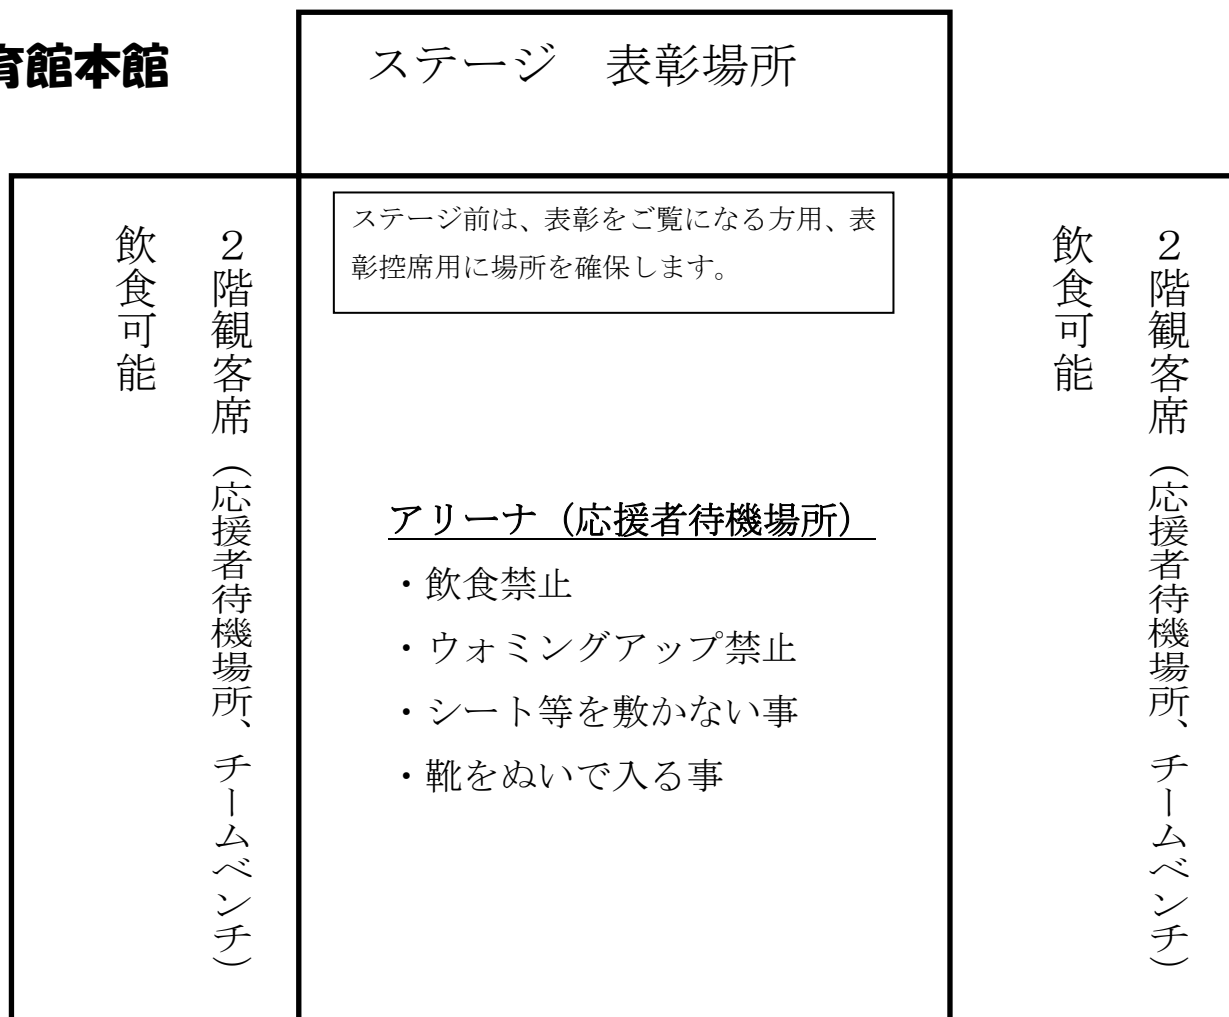 育館本館
ステージ　表彰場所
ステージ前は、表彰をご覧になる方用、表
彰控席用に場所を確保します。
２階観客席（応援者待機場所、チームベンチ）
飲食可能
アリーナ（応援者待機場所）
・飲食禁止
・ウォミングアップ禁止
・シート等を敷かない事
・靴をぬいで入る事
２階観客席（応援者待機場所、チームベンチ）
飲食可能